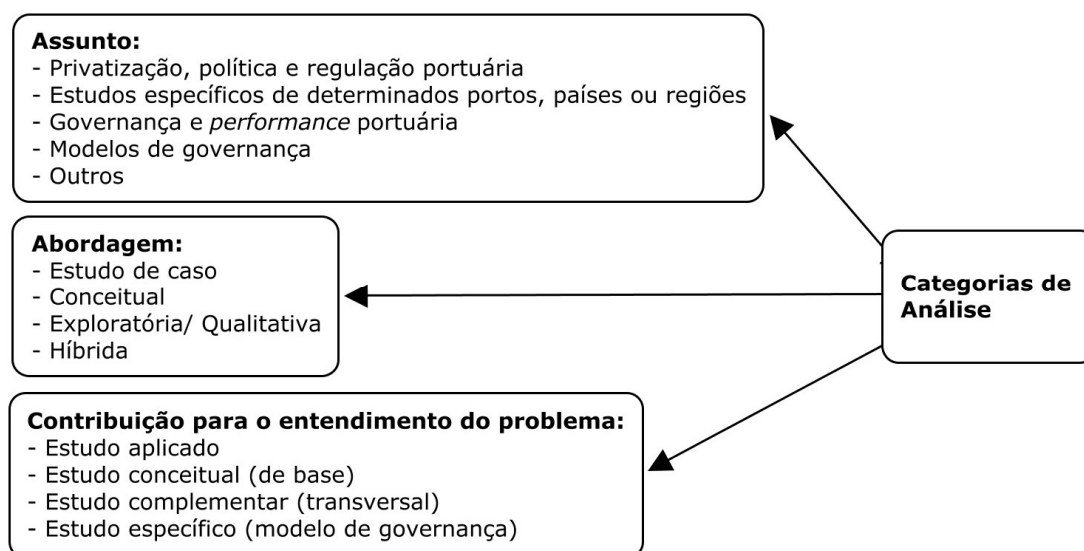 Assunto:
- Privatização, política e regulação portuária
- Estudos específicos de determinados portos, países ou regiões
- Governança e performance portuária
- Modelos de governança
- Outros
Abordagem:
- Estudo de caso
- Conceitual
- Exploratória/ Qualitativa
- Híbrida
Contribuição para o entendimento do problema:
- Estudo aplicado
- Estudo conceitual (de base)
- Estudo complementar (transversal)
- Estudo específico (modelo de governança)
Categorias de
Análise